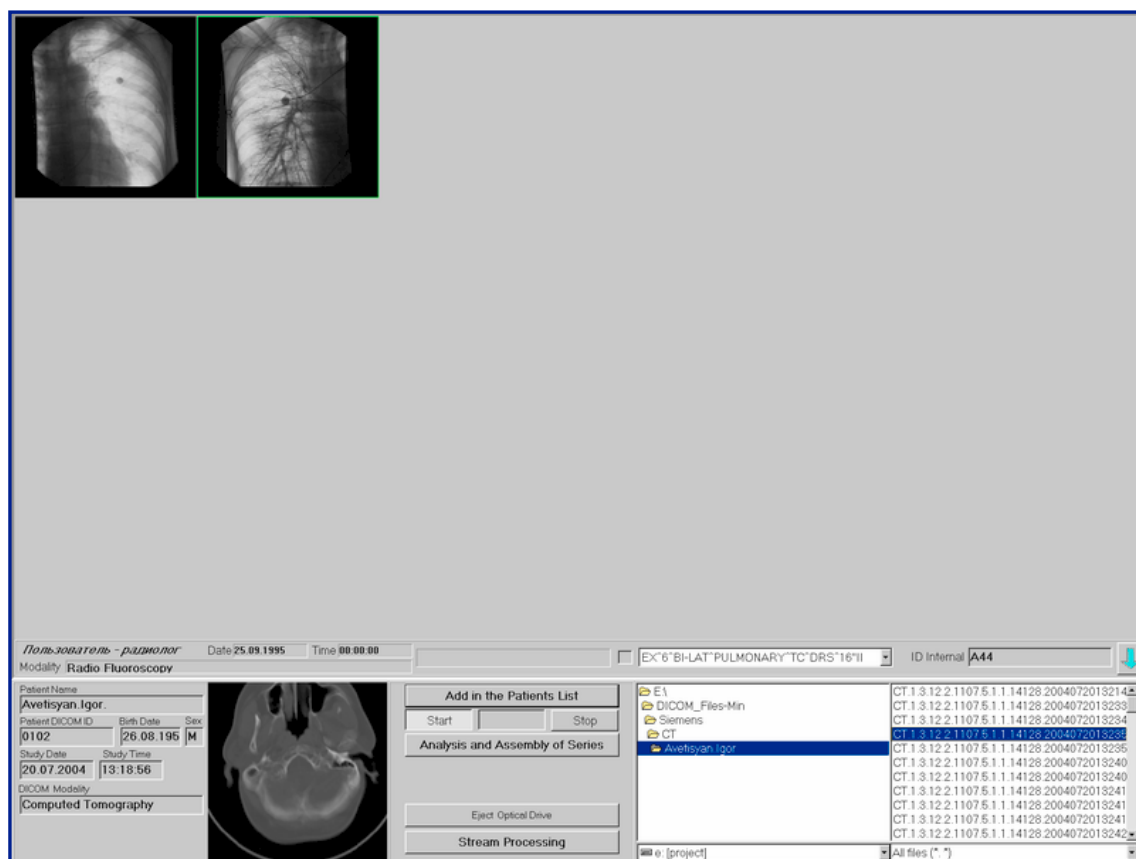 Пользователь - радиолог Date 25.09.1995 Time 00:00:00 EX^6^BI-LAT^PULMONARY^TC^DRS^16"II ID Internal A44
Modality Radio Fluoroscopy
Patient Name
Avetisyan.Igor.
Patient DICOM ID Birth Date Sex
0102 26.08.195 M
Study Date Study Time
20.07.2004 13:18:56
DICOM Modality
Computed Tomography
Add in the Patients List
Start Stop
Analysis and Assembly of Series
Eject Optical Drive
Stream Processing
E:\
DICOM_Files-Min
Siemens
CT
Avetisyan.Igor
e: [project]
CT.1.3.12.2.1107.5.1.1.14128.2004072013214
CT.1.3.12.2.1107.5.1.1.14128.2004072013233
CT.1.3.12.2.1107.5.1.1.14128.2004072013234
CT.1.3.12.2.1107.5.1.1.14128.2004072013235
CT.1.3.12.2.1107.5.1.1.14128.2004072013235
CT.1.3.12.2.1107.5.1.1.14128.2004072013240
CT.1.3.12.2.1107.5.1.1.14128.2004072013240
CT.1.3.12.2.1107.5.1.1.14128.2004072013241
CT.1.3.12.2.1107.5.1.1.14128.2004072013241
CT.1.3.12.2.1107.5.1.1.14128.2004072013241
CT.1.3.12.2.1107.5.1.1.14128.2004072013242
All files (*.*)